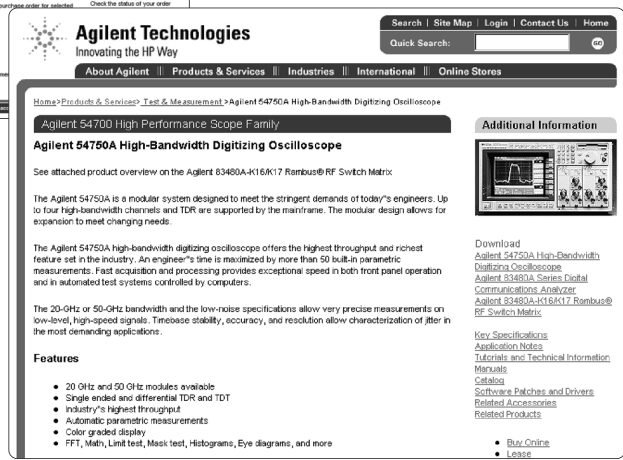 purchase order for selected
Check the status of your order
Agilent Technologies
Innovating the HP Way
Search | Site Map | Login | Contact Us | Home
Quick Search:
GO
About Agilent || Products & Services || Industries || International || Online Stores
Home>Products & Services> Test & Measurement >Agilent 54750A High-Bandwidth Digitizing Oscilloscope
Agilent 54700 High Performance Scope Family
Agilent 54750A High-Bandwidth Digitizing Oscilloscope
See attached product overview on the Agilent 83480A-K16/K17 Rambus® RF Switch Matrix
The Agilent 54750A is a modular system designed to meet the stringent demands of today"s engineers. Up
to four high-bandwidth channels and TDR are supported by the mainframe. The modular design allows for
expansion to meet changing needs.
The Agilent 54750A high-bandwidth digitizing oscilloscope offers the highest throughput and richest
feature set in the industry. An engineer"s time is maximized by more than 50 built-in parametric
measurements. Fast acquisition and processing provides exceptional speed in both front panel operation
and in automated test systems controlled by computers.
The 20-GHz or 50-GHz bandwidth and the low-noise specifications allow very precise measurements on
low-level, high-speed signals. Timebase stability, accuracy, and resolution allow characterization of jitter in
the most demanding applications.
Features
● 20 GHz and 50 GHz modules available
● Single ended and differential TDR and TDT
● Industry"s highest throughput
● Automatic parametric measurements
● Color graded display
● FFT, Math, Limit test, Mask test, Histograms, Eye diagrams, and more
Additional Information
Download
Agilent 54750A High-Bandwidth
Digitizing Oscilloscope
Agilent 83480A Series Digital
Communications Analyzer
Agilent 83480A-K16/K17 Rambus®
RF Switch Matrix
Key Specifications
Application Notes
Tutorials and Technical Information
Manuals
Catalog
Software Patches and Drivers
Related Accessories
Related Products
● Buy Online
● Lease